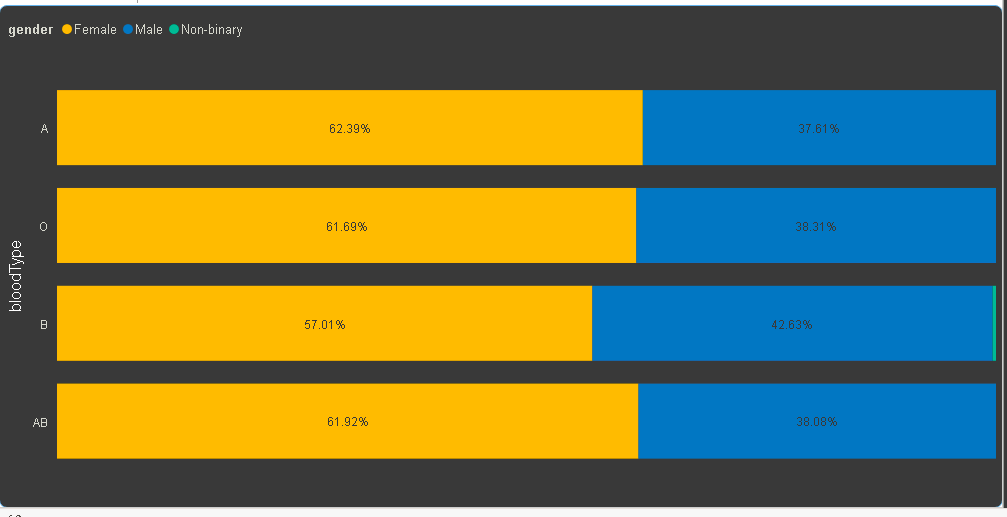 gender Female Male Non-binary
A 62.39% 37.61%
O 61.69% 38.31%
bloodType
B 57.01% 42.63%
AB 61.92% 38.08%